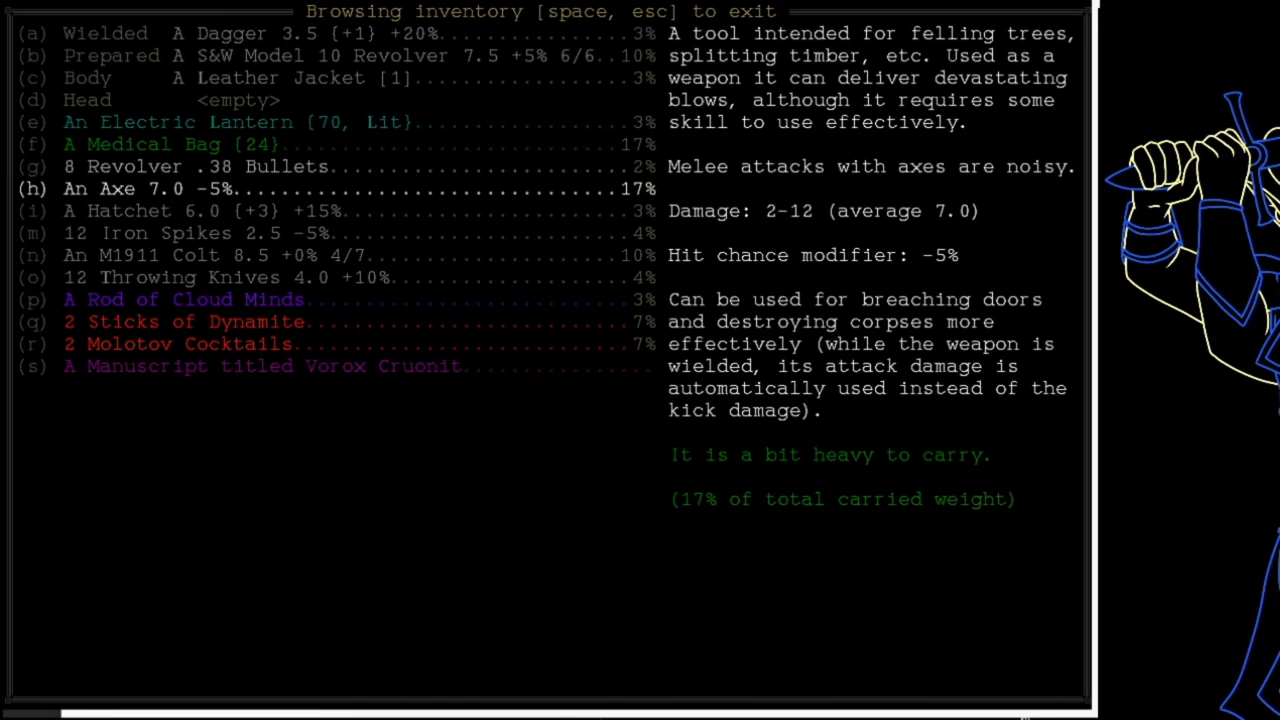 Browsing inventory [space, esc] to exit
(a) Wielded A Dagger 3.5 {+1} +20%..................3%
(b) Prepared A S&W Model 10 Revolver 7.5 +5% 6/6..10%
(c) Body A Leather Jacket [1]....................3%
(d) Head <empty>
(e) An Electric Lantern {70, Lit}....................3%
(f) A Medical Bag {24}.............................17%
(g) 8 Revolver .38 Bullets..........................2%
(h) An Axe 7.0 -5%................................17%
(i) A Hatchet 6.0 {+3} +15%.........................3%
(m) 12 Iron Spikes 2.5 -5%..........................4%
(n) An M1911 Colt 8.5 +0% 4/7.....................10%
(o) 12 Throwing Knives 4.0 +10%.....................4%
(p) A Rod of Cloud Minds............................3%
(q) 2 Sticks of Dynamite............................7%
(r) 2 Molotov Cocktails.............................7%
(s) A Manuscript titled Vorox Cruonit................
A tool intended for felling trees,
splitting timber, etc. Used as a
weapon it can deliver devastating
blows, although it requires some
skill to use effectively.
Melee attacks with axes are noisy.
Damage: 2-12 (average 7.0)
Hit chance modifier: -5%
Can be used for breaching doors
and destroying corpses more
effectively (while the weapon is
wielded, its attack damage is
automatically used instead of the
kick damage).
It is a bit heavy to carry.
(17% of total carried weight)